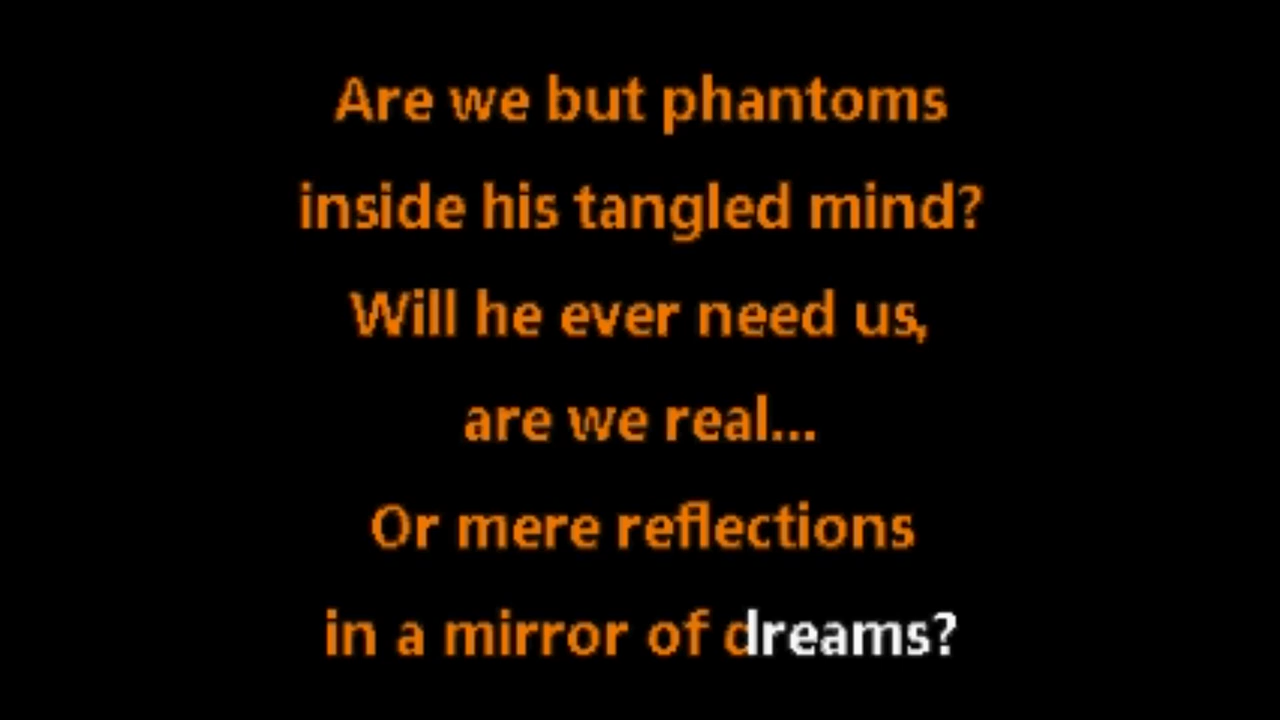 Are we but phantoms
inside his tangled mind?
Will he ever need us,
are we real...
Or mere reflections
in a mirror of dreams?